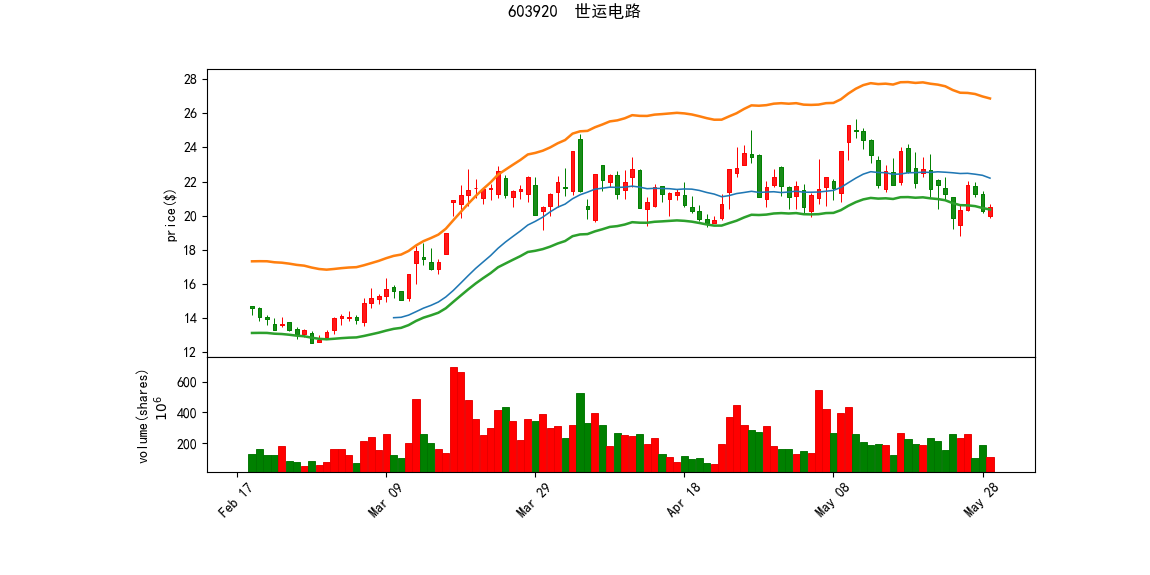 603920 世运电路
28
26
24
22
20
18
16
14
12
price($)
600
400
200
volume(shares)
10^6
Feb 17
Mar 09
Mar 29
Apr 18
May 08
May 28